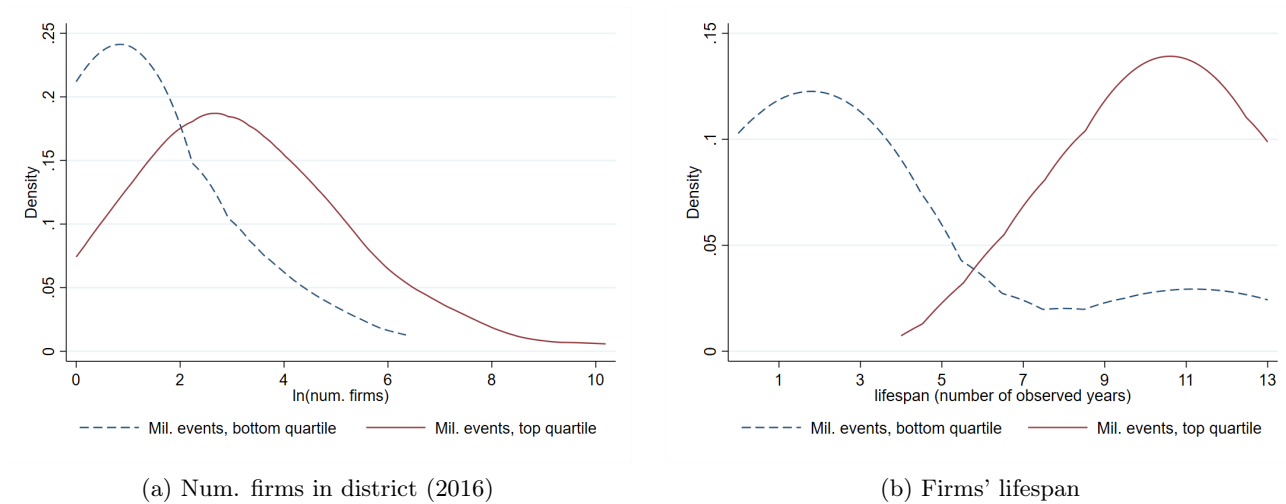 .25
.2
.15
.1
.05
0
Density
0 2 4 6 8 10
ln(num. firms)
Mil. events, bottom quartile Mil. events, top quartile
(a) Num. firms in district (2016)
.15
.1
.05
0
Density
1 3 5 7 9 11 13
lifespan (number of observed years)
Mil. events, bottom quartile Mil. events, top quartile
(b) Firms' lifespan